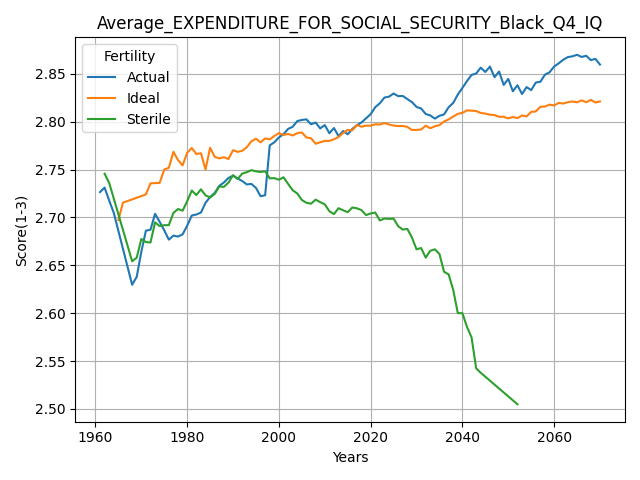 Average_EXPENDITURE_FOR_SOCIAL_SECURITY_Black_Q4_IQ
Fertility
Actual
Ideal
Sterile
Score(1-3)
2.85
2.80
2.75
2.70
2.65
2.60
2.55
2.50
1960 1980 2000 2020 2040 2060
Years